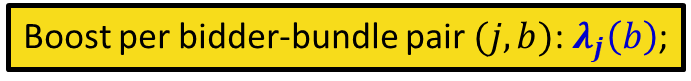 Boost per bidder-bundle pair (j, b): λj(b);